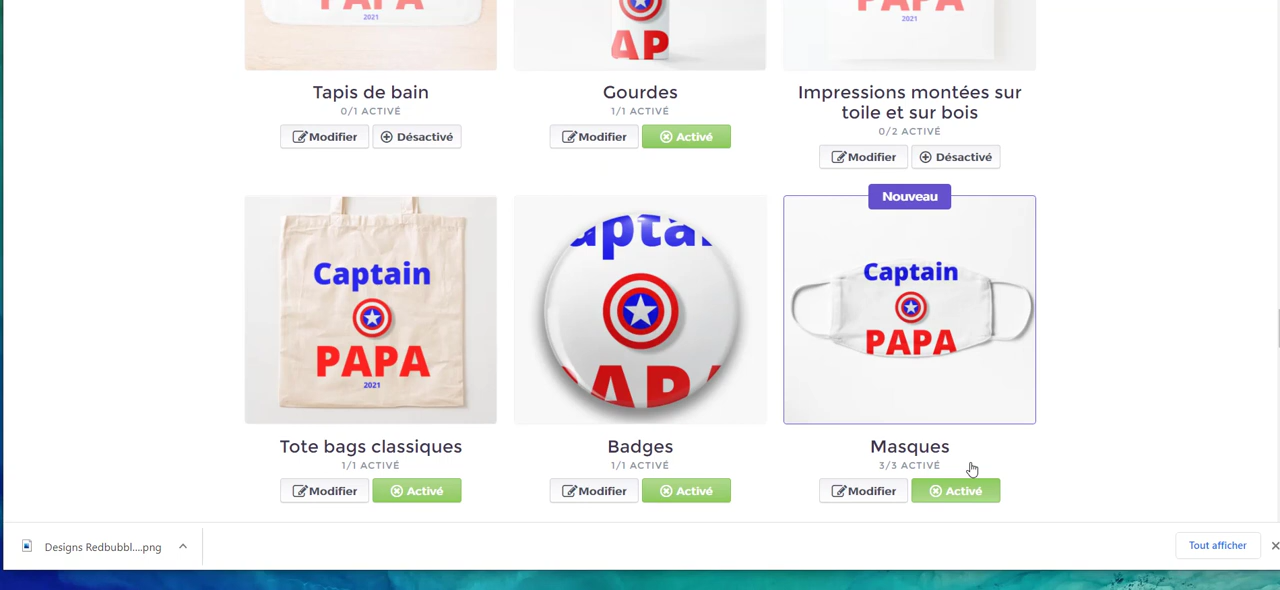 PAPA
2021
AP
PAPA
2021
Tapis de bain
0/1 ACTIVÉ
Modifier
Désactivé
Gourdes
1/1 ACTIVÉ
Modifier
Activé
Impressions montées sur
toile et sur bois
0/2 ACTIVÉ
Modifier
Désactivé
Captain
PAPA
2021
aptai
APA
Nouveau
Captain
PAPA
Tote bags classiques
1/1 ACTIVÉ
Modifier
Activé
Badges
1/1 ACTIVÉ
Modifier
Activé
Masques
3/3 ACTIVÉ
Modifier
Activé
Designs Redbubbl....png
Tout afficher